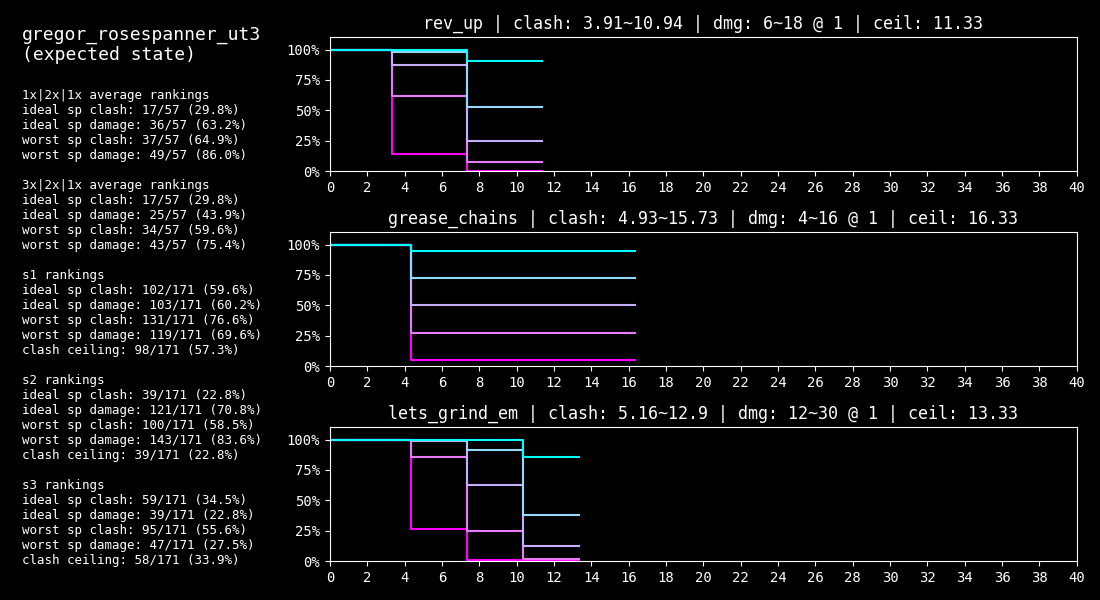 gregor_rosespanner_ut3
(expected state)
1x|2x|1x average rankings
ideal sp clash: 17/57 (29.8%)
ideal sp damage: 36/57 (63.2%)
worst sp clash: 37/57 (64.9%)
worst sp damage: 49/57 (86.0%)
3x|2x|1x average rankings
ideal sp clash: 17/57 (29.8%)
ideal sp damage: 25/57 (43.9%)
worst sp clash: 34/57 (59.6%)
worst sp damage: 43/57 (75.4%)
s1 rankings
ideal sp clash: 102/171 (59.6%)
ideal sp damage: 103/171 (60.2%)
worst sp clash: 131/171 (76.6%)
worst sp damage: 119/171 (69.6%)
clash ceiling: 98/171 (57.3%)
s2 rankings
ideal sp clash: 39/171 (22.8%)
ideal sp damage: 121/171 (70.8%)
worst sp clash: 100/171 (58.5%)
worst sp damage: 143/171 (83.6%)
clash ceiling: 39/171 (22.8%)
s3 rankings
ideal sp clash: 59/171 (34.5%)
ideal sp damage: 39/171 (22.8%)
worst sp clash: 95/171 (55.6%)
worst sp damage: 47/171 (27.5%)
clash ceiling: 58/171 (33.9%)
rev_up | clash: 3.91~10.94 | dmg: 6~18 @ 1 | ceil: 11.33
100%
75%
50%
25%
0%
0 2 4 6 8 10 12 14 16 18 20 22 24 26 28 30 32 34 36 38 40
grease_chains | clash: 4.93~15.73 | dmg: 4~16 @ 1 | ceil: 16.33
100%
75%
50%
25%
0%
0 2 4 6 8 10 12 14 16 18 20 22 24 26 28 30 32 34 36 38 40
lets_grind_em | clash: 5.16~12.9 | dmg: 12~30 @ 1 | ceil: 13.33
100%
75%
50%
25%
0%
0 2 4 6 8 10 12 14 16 18 20 22 24 26 28 30 32 34 36 38 40